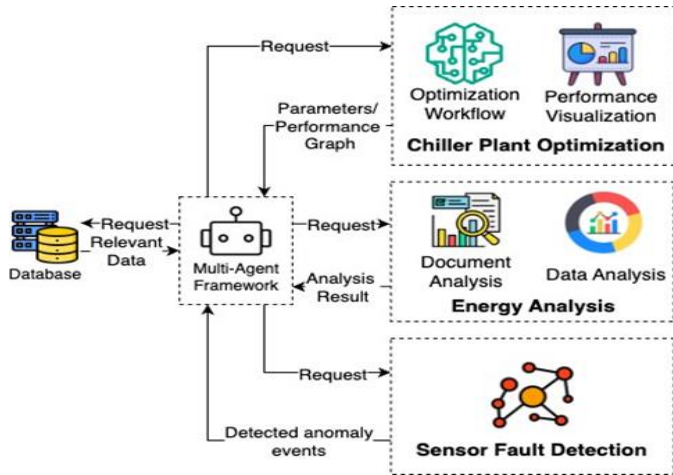 Request
Optimization
Workflow
Performance
Visualization
Chiller Plant Optimization
Parameters/
Performance
Graph
Request
Relevant
Data
Database
Multi-Agent
Framework
Request
Analysis
Result
Document
Analysis
Data Analysis
Energy Analysis
Request
Detected anomaly
events
Sensor Fault Detection